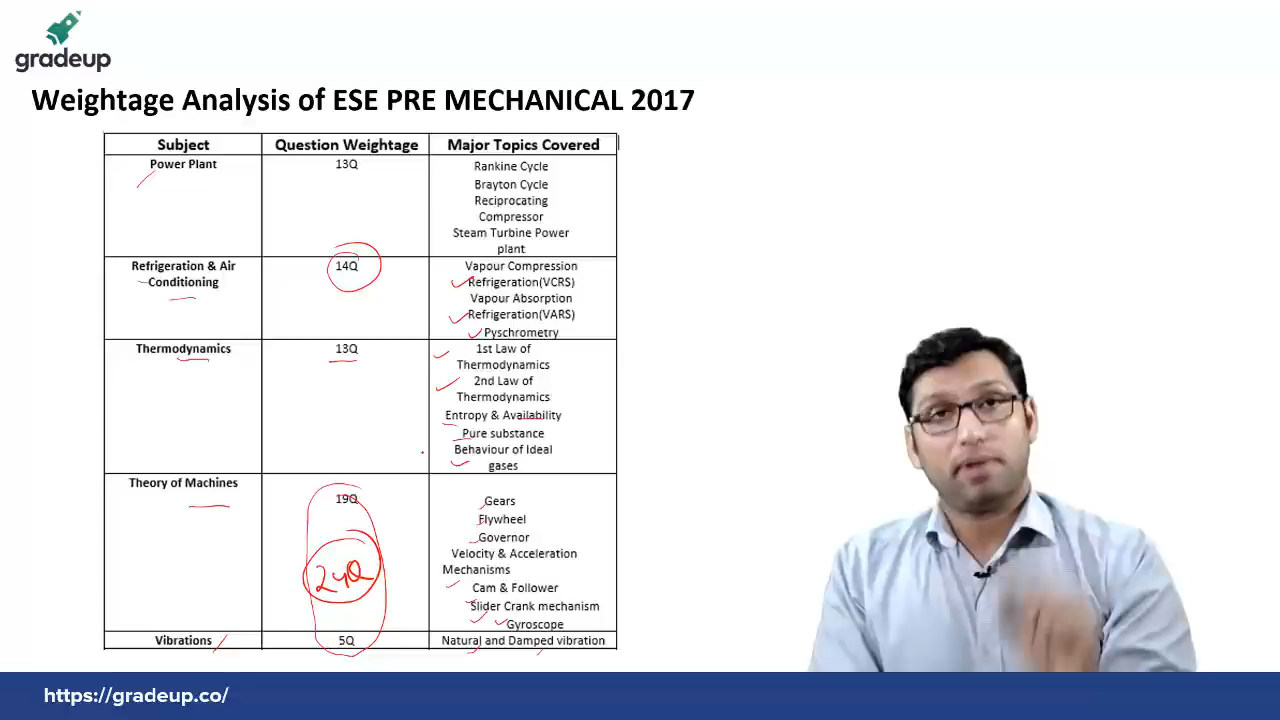 gradeup
Weightage Analysis of ESE PRE MECHANICAL 2017
Subject Question Weightage Major Topics Covered
Power Plant 13Q Rankine Cycle
Brayton Cycle
Reciprocating
Compressor
Steam Turbine Power
plant
Refrigeration & Air 14Q Vapour Compression
Conditioning Refrigeration(VCRS)
Vapour Absorption
Refrigeration(VARS)
Pyschrometry
Thermodynamics 13Q 1st Law of
Thermodynamics
2nd Law of
Thermodynamics
Entropy & Availability
Pure substance
Behaviour of Ideal
gases
Theory of Machines
19Q Gears
Flywheel
Governor
Velocity & Acceleration
Mechanisms
24Q
Cam & Follower
Slider Crank mechanism
Gyroscope
Vibrations 5Q Natural and Damped vibration
https://gradeup.co/